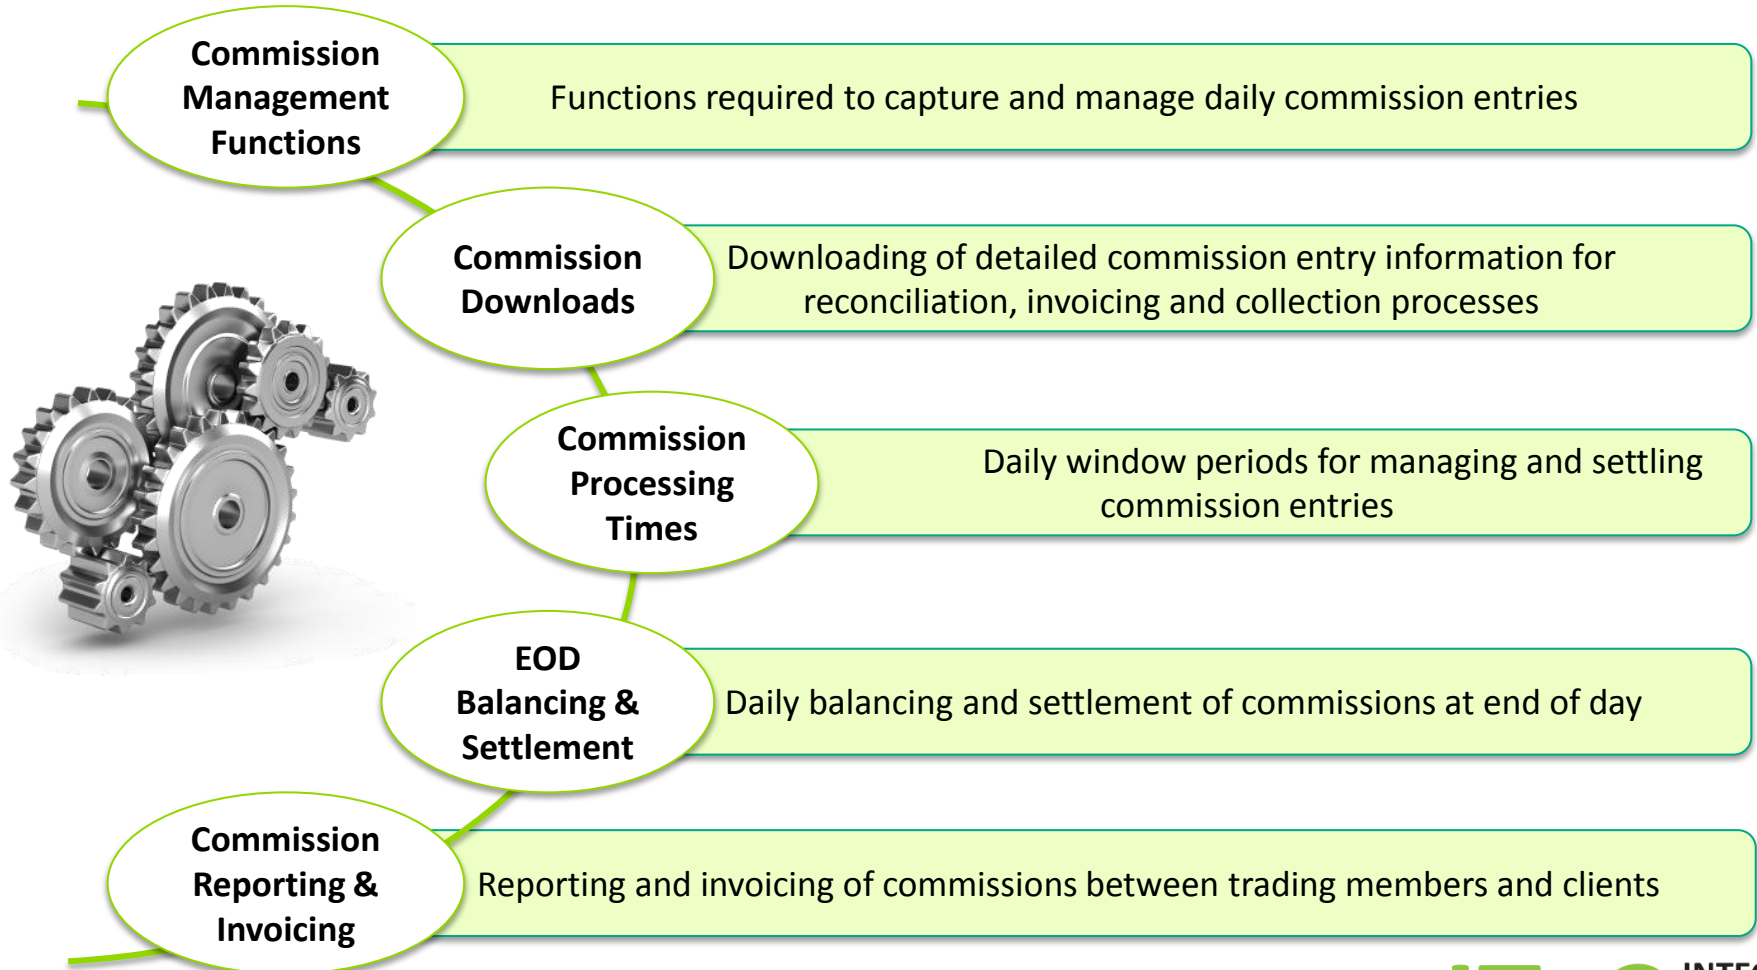 Commission
Management
Functions
Functions required to capture and manage daily commission entries
Commission
Downloads
Downloading of detailed commission entry information for
reconciliation, invoicing and collection processes
Commission
Processing
Times
Daily window periods for managing and settling
commission entries
EOD
Balancing &
Settlement
Daily balancing and settlement of commissions at end of day
Commission
Reporting &
Invoicing
Reporting and invoicing of commissions between trading members and clients